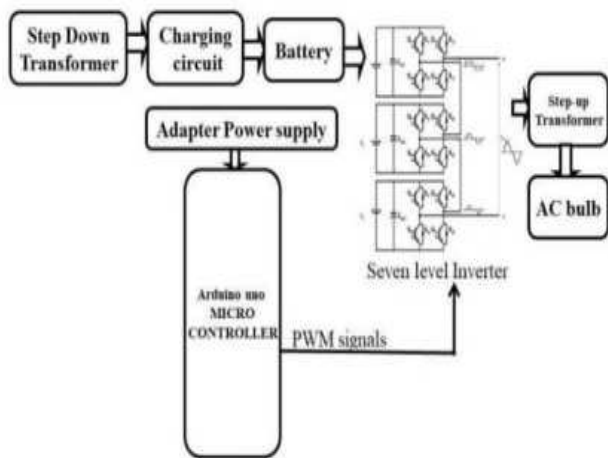 Step Down
Transformer
Charging
circuit
Battery
Step-up
Transformer
Adapter Power supply
AC bulb
Seven level Inverter
Arduino uno
MICRO
CONTROLLER
PWM signals